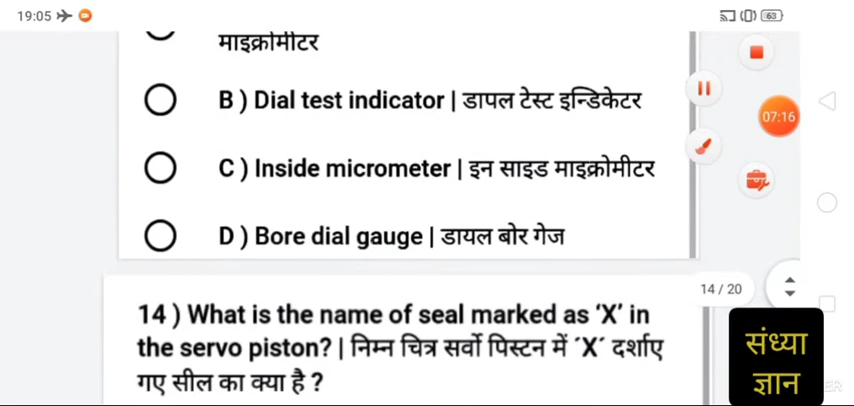 19:05
63
माइक्रोमीटर
B ) Dial test indicator | डापल टेस्ट इन्डिकेटर
07:16
C ) Inside micrometer | इन साइड माइक्रोमीटर
D ) Bore dial gauge | डायल बोर गेज
14 / 20
14 ) What is the name of seal marked as ‘X’ in
the servo piston? | निम्न चित्र सर्वो पिस्टन में ´X´ दर्शाए
गए सील का क्या है ?
संध्या
ज्ञान